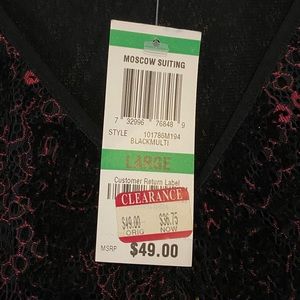 MOSCOW SUITING
7 32996 76848 9
STYLE 101785M194
BLACKMULTI
LARGE
Customer Return Label
CLEARANCE
$49.00 $36.75
ORIG NOW
MSRP $49.00